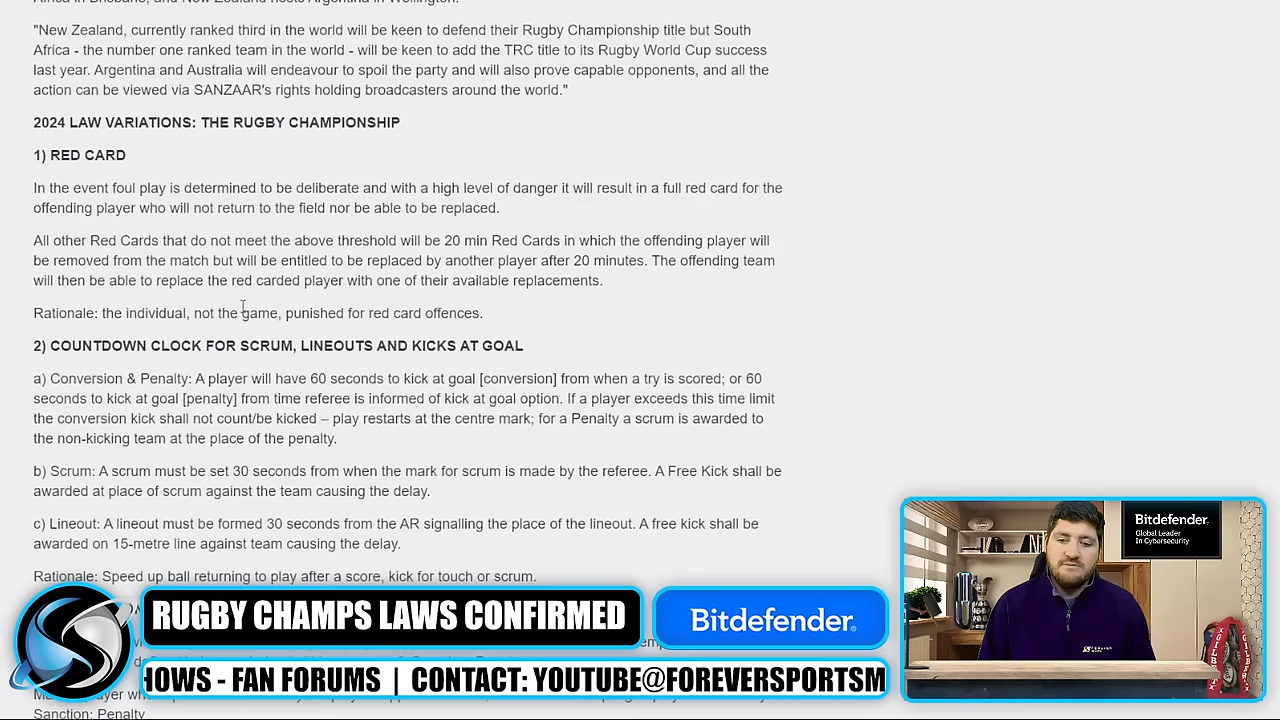 "New Zealand, currently ranked third in the world will be keen to defend their Rugby Championship title but South
Africa - the number one ranked team in the world - will be keen to add the TRC title to its Rugby World Cup success
last year. Argentina and Australia will endeavour to spoil the party and will also prove capable opponents, and all the
action can be viewed via SANZAAR's rights holding broadcasters around the world."
2024 LAW VARIATIONS: THE RUGBY CHAMPIONSHIP
1) RED CARD
In the event foul play is determined to be deliberate and with a high level of danger it will result in a full red card for the
offending player who will not return to the field nor be able to be replaced.
All other Red Cards that do not meet the above threshold will be 20 min Red Cards in which the offending player will
be removed from the match but will be entitled to be replaced by another player after 20 minutes. The offending team
will then be able to replace the red carded player with one of their available replacements.
Rationale: the individual, not the game, punished for red card offences.
2) COUNTDOWN CLOCK FOR SCRUM, LINEOUTS AND KICKS AT GOAL
a) Conversion & Penalty: A player will have 60 seconds to kick at goal [conversion] from when a try is scored; or 60
seconds to kick at goal [penalty] from time referee is informed of kick at goal option. If a player exceeds this time limit
the conversion kick shall not count/be kicked – play restarts at the centre mark; for a Penalty a scrum is awarded to
the non-kicking team at the place of the penalty.
b) Scrum: A scrum must be set 30 seconds from when the mark for scrum is made by the referee. A Free Kick shall be
awarded at place of scrum against the team causing the delay.
c) Lineout: A lineout must be formed 30 seconds from the AR signalling the place of the lineout. A free kick shall be
awarded on 15-metre line against team causing the delay.
Rationale: Speed up ball returning to play after a score, kick for touch or scrum.
Sanction: Penalty
RUGBY CHAMPS LAWS CONFIRMED
Bitdefender
HOWS - FAN FORUMS | CONTACT: YOUTUBE@FOREVERSPORTSM
Bitdefender
Global Leader
In Cybersecurity